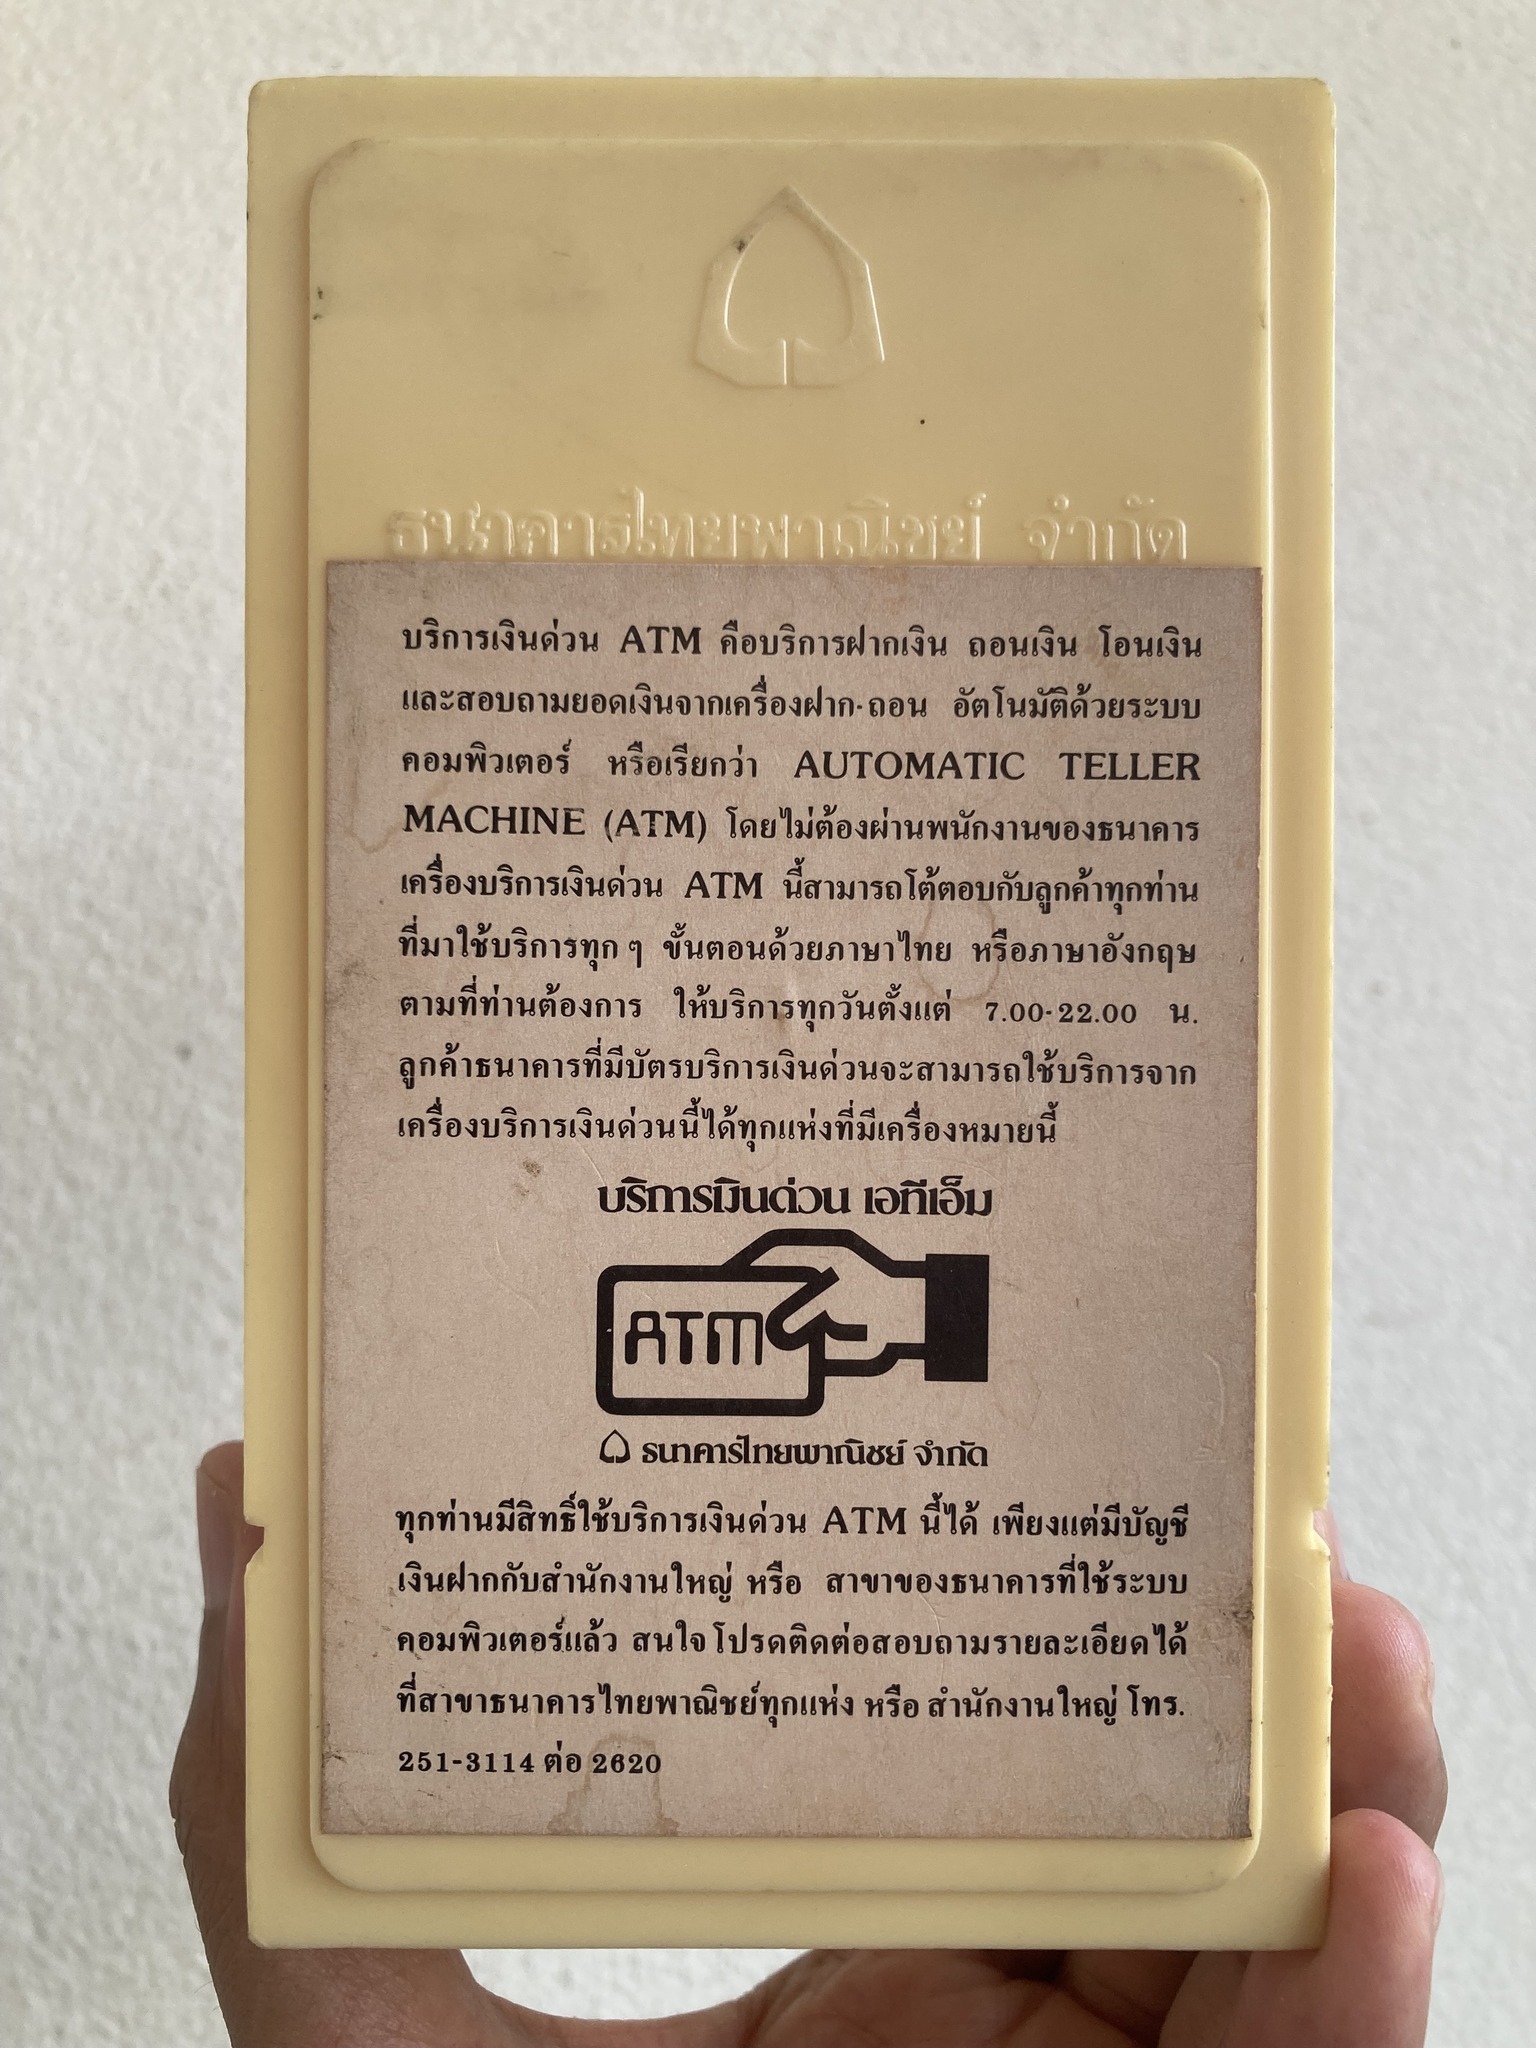 ธนาคารไทยพาณิชย์ จำกัด
บริการเงินด่วน ATM คือบริการฝากเงิน ถอนเงิน โอนเงิน
และสอบถามยอดเงินจากเครื่องฝาก-ถอน อัตโนมัติด้วยระบบ
คอมพิวเตอร์ หรือเรียกว่า AUTOMATIC TELLER
MACHINE (ATM) โดยไม่ต้องผ่านพนักงานของธนาคาร
เครื่องบริการเงินด่วน ATM นี้สามารถโต้ตอบกับลูกค้าทุกท่าน
ที่มาใช้บริการทุก ๆ ขั้นตอนด้วยภาษาไทย หรือภาษาอังกฤษ
ตามที่ท่านต้องการ ให้บริการทุกวันตั้งแต่ 7.00-22.00 น.
ลูกค้าธนาคารที่มีบัตรบริการเงินด่วนจะสามารถใช้บริการจาก
เครื่องบริการเงินด่วนนี้ได้ทุกแห่งที่มีเครื่องหมายนี้
บริการเงินด่วน เอทีเอ็ม
ATM
ธนาคารไทยพาณิชย์ จำกัด
ทุกท่านมีสิทธิ์ใช้บริการเงินด่วน ATM นี้ได้ เพียงแต่มีบัญชี
เงินฝากกับสำนักงานใหญ่ หรือ สาขาของธนาคารที่ใช้ระบบ
คอมพิวเตอร์แล้ว สนใจ โปรดติดต่อสอบถามรายละเอียดได้
ที่สาขาธนาคารไทยพาณิชย์ทุกแห่ง หรือ สำนักงานใหญ่ โทร.
251-3114 ต่อ 2620